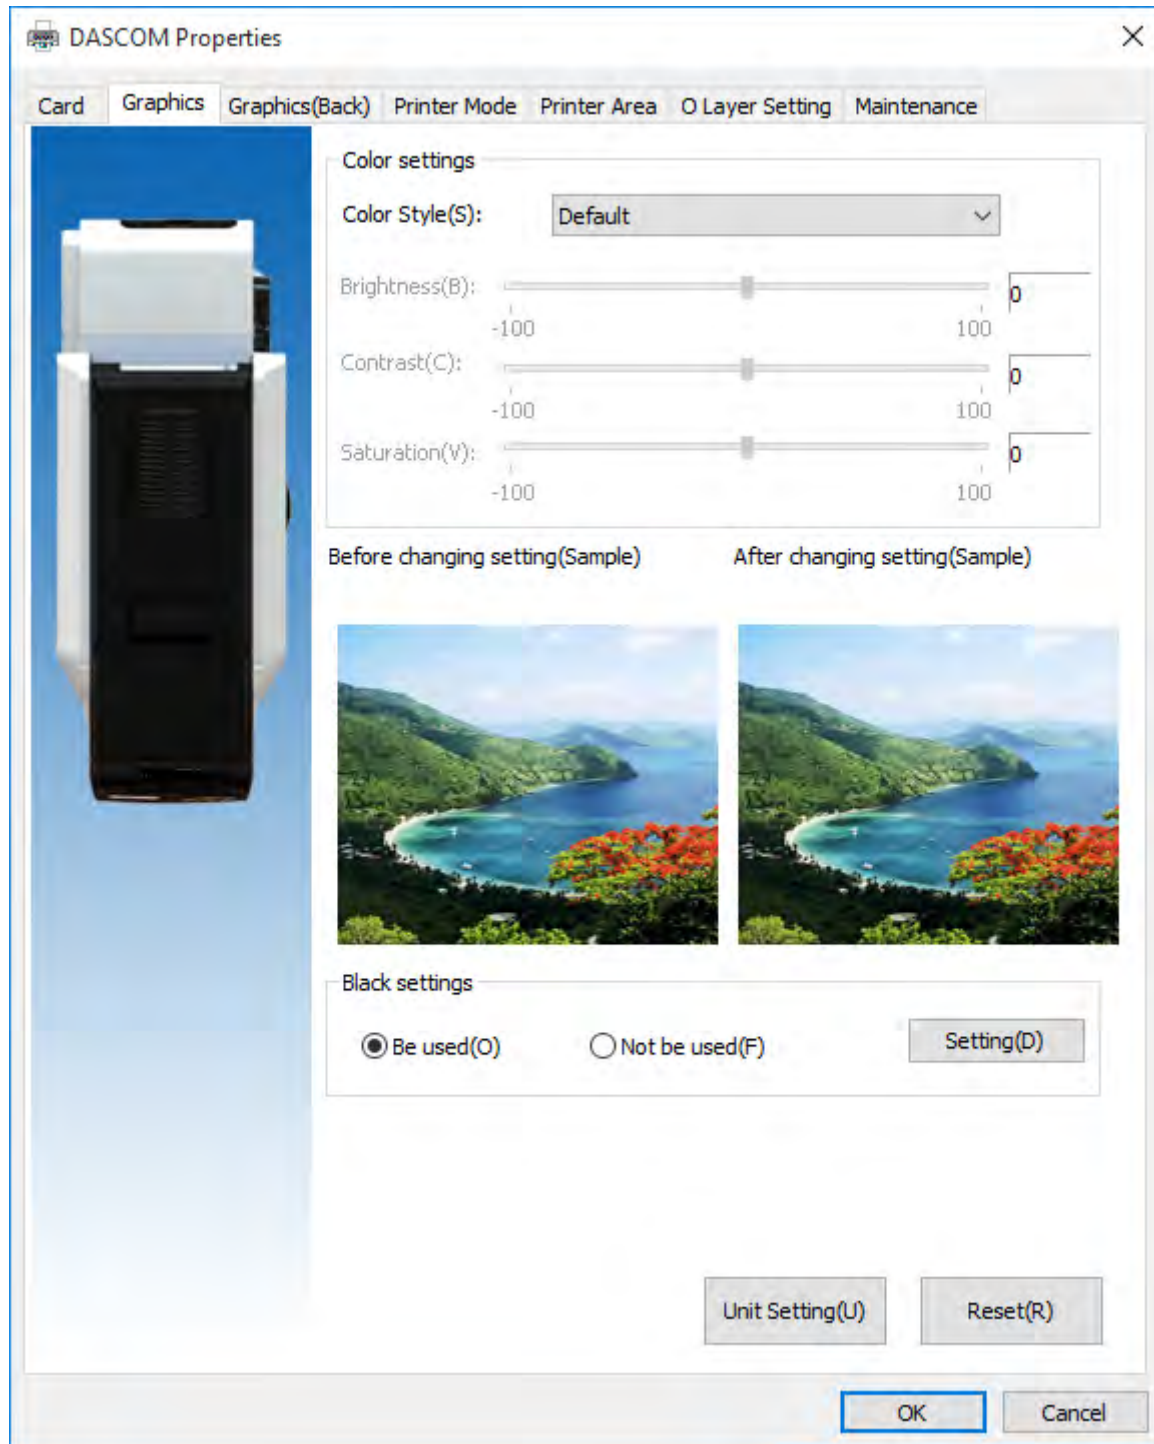 DASCOM Properties
Card Graphics Graphics(Back) Printer Mode Printer Area O Layer Setting Maintenance
Color settings
Color Style(S): Default
Brightness(B): 0
-100 100
Contrast(C): 0
-100 100
Saturation(V): 0
-100 100
Before changing setting(Sample) After changing setting(Sample)
Black settings
Be used(O) Not be used(F) Setting(D)
Unit Setting(U) Reset(R)
OK Cancel